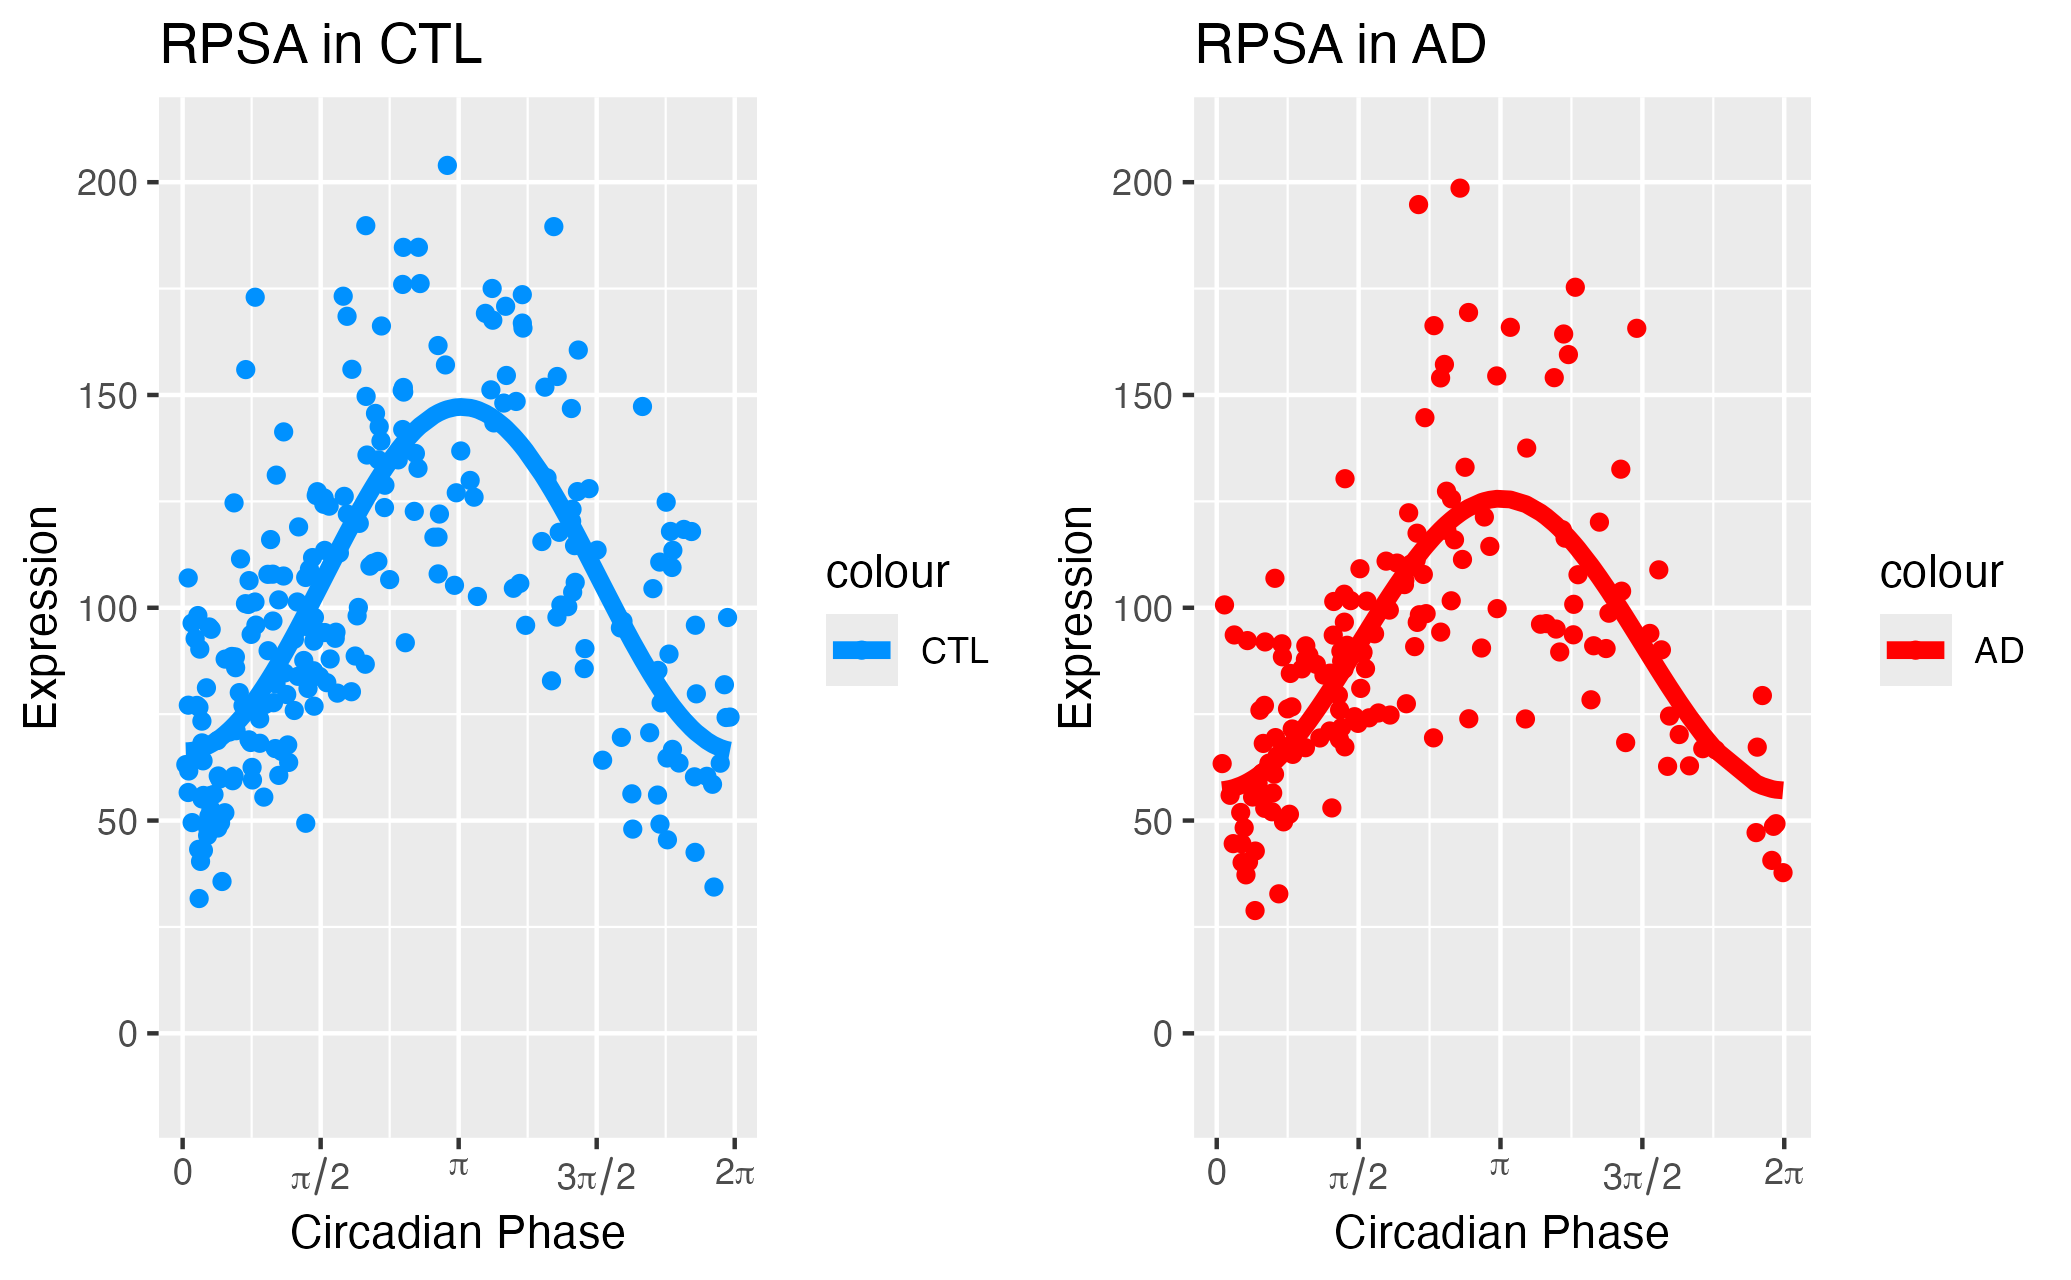 RPSA in CTL
Expression
200
150
100
50
0
0 π/2 π 3π/2 2π
Circadian Phase
colour
CTL
RPSA in AD
Expression
200
150
100
50
0
0 π/2 π 3π/2 2π
Circadian Phase
colour
AD